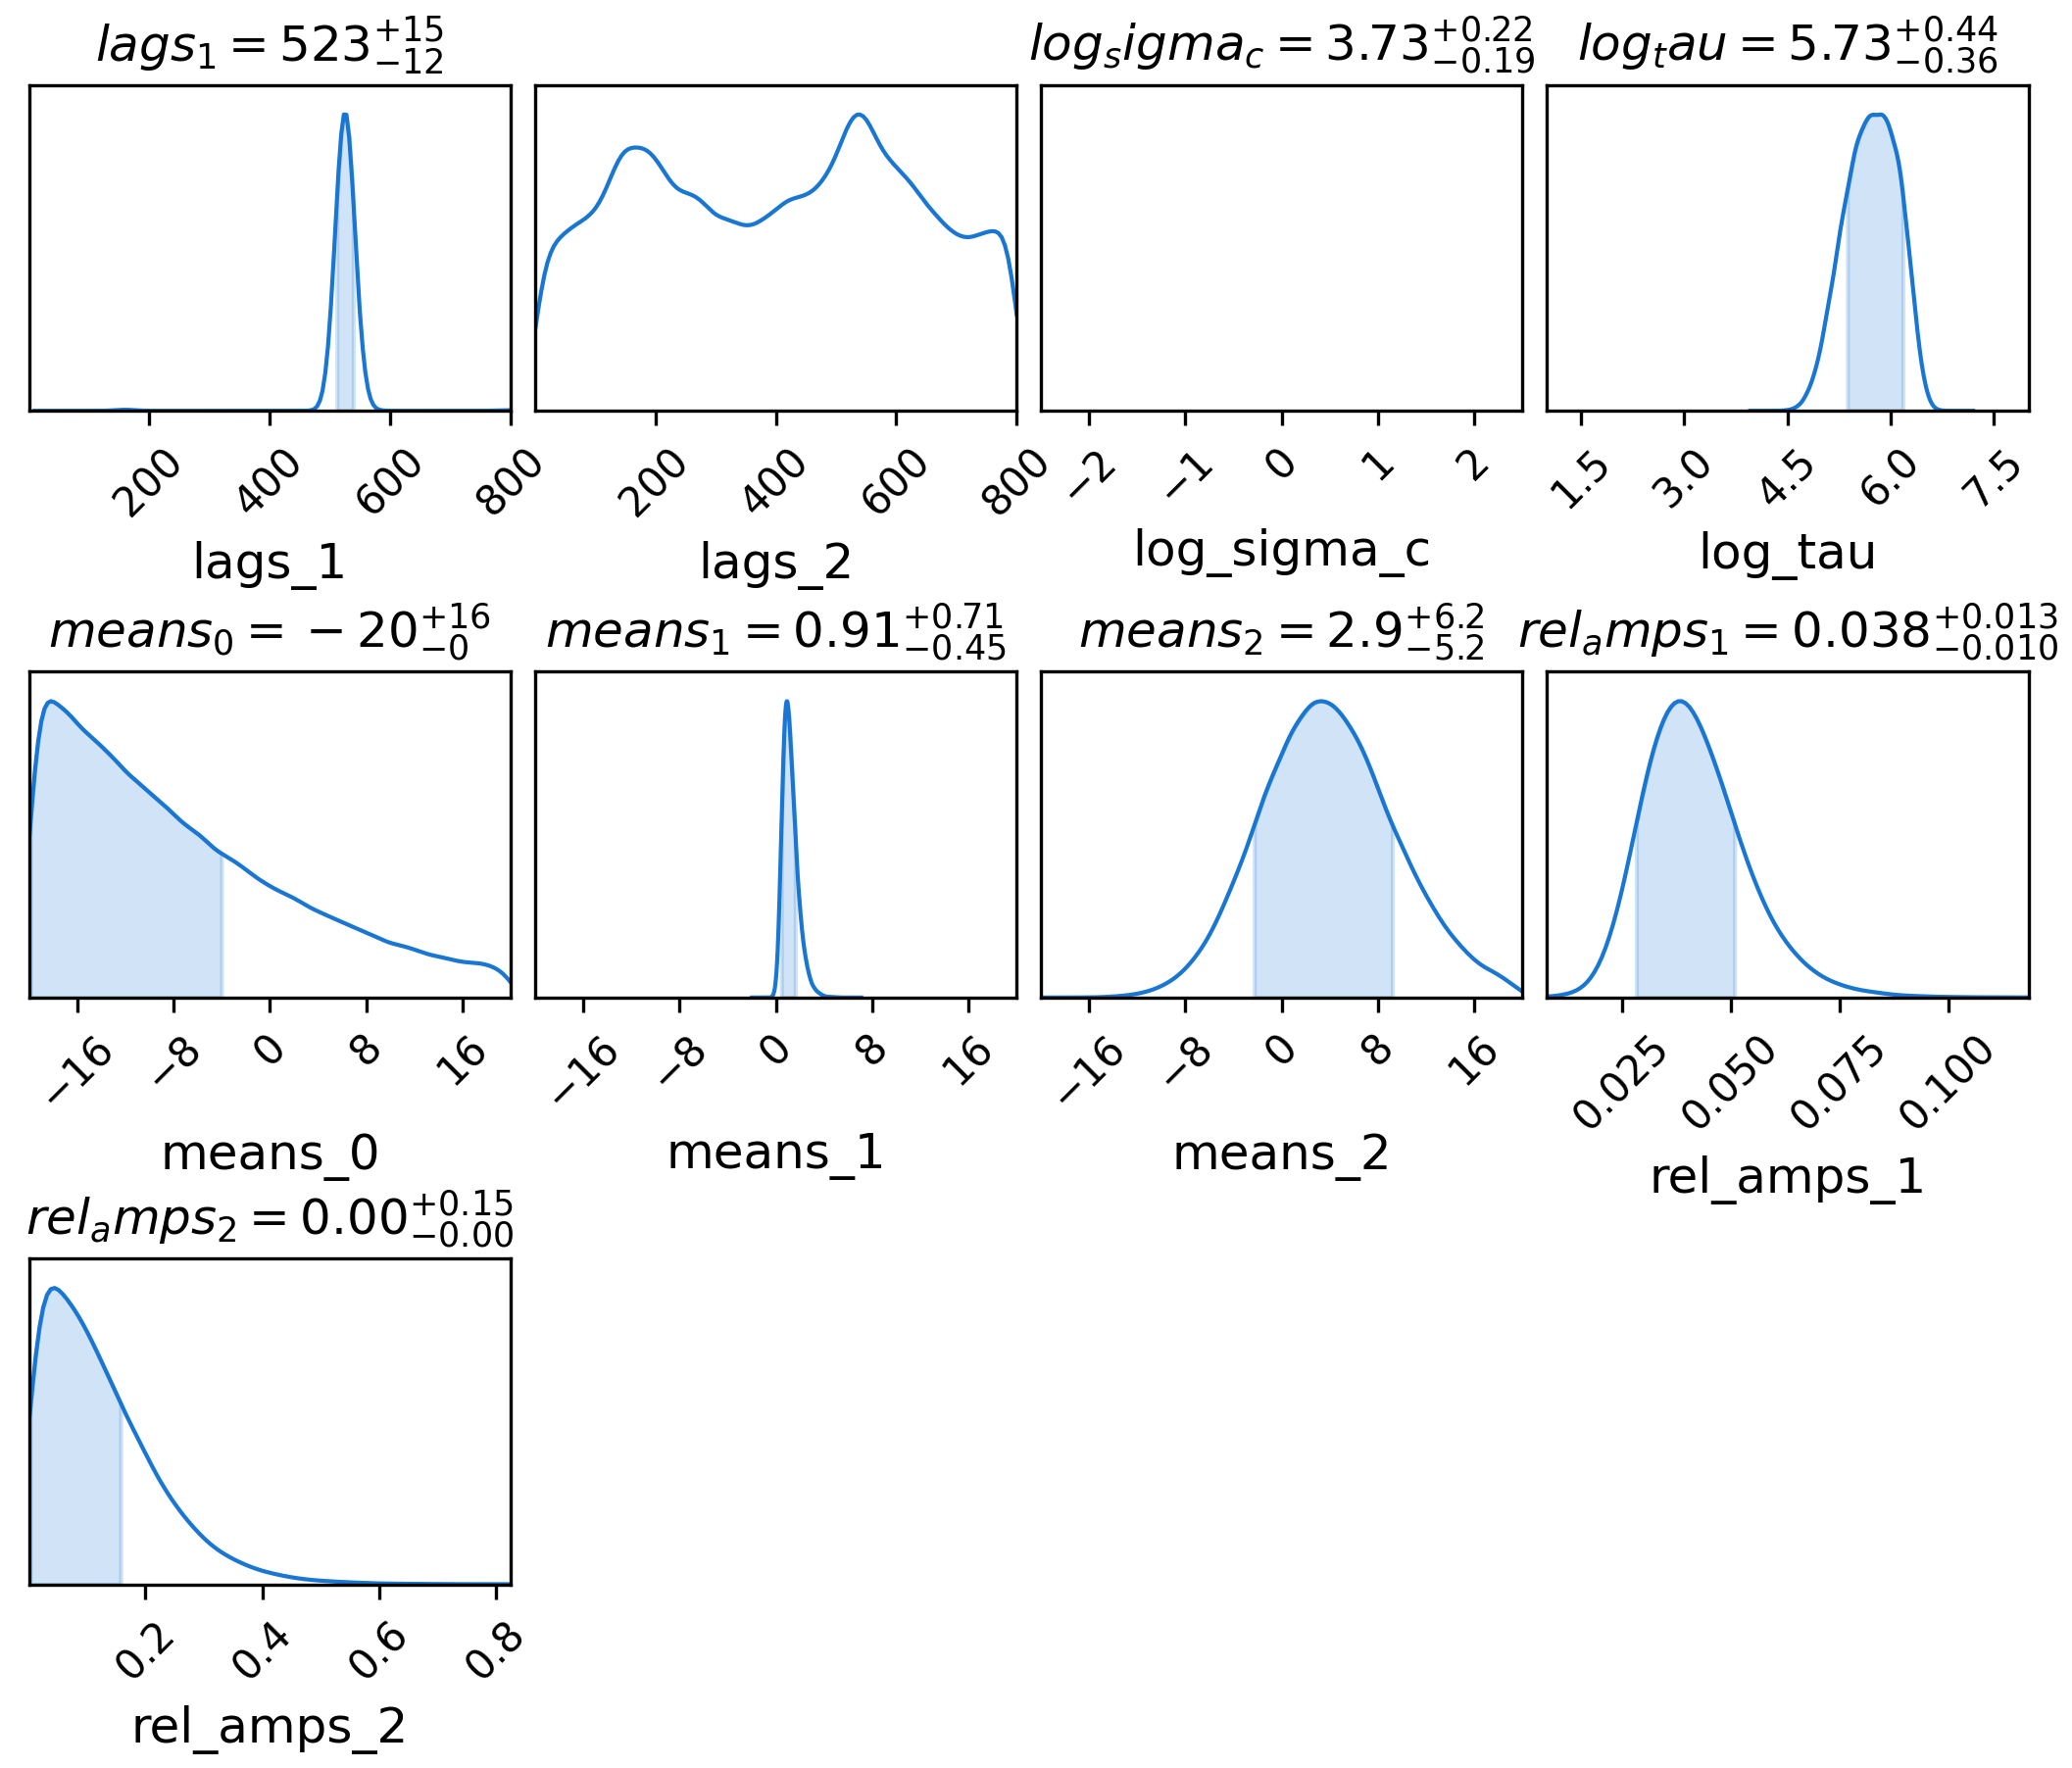 lags₁ = 523 +15 −12
log_sigma_c = 3.73 +0.22 −0.19
log_tau = 5.73 +0.44 −0.36
200 400 600 800
200 400 600 800
−2 −1 0 1 2
1.5 3.0 4.5 6.0 7.5
lags_1
lags_2
log_sigma_c
log_tau
means₀ = −20 +16 −0
means₁ = 0.91 +0.71 −0.45
means₂ = 2.9 +6.2 −5.2
relₐmps₁ = 0.038 +0.013 −0.010
−16 −8 0 8 16
−16 −8 0 8 16
−16 −8 0 8 16
0.025 0.050 0.075 0.100
means_0
means_1
means_2
rel_amps_1
relₐmps₂ = 0.00 +0.15 −0.00
0.2 0.4 0.6 0.8
rel_amps_2